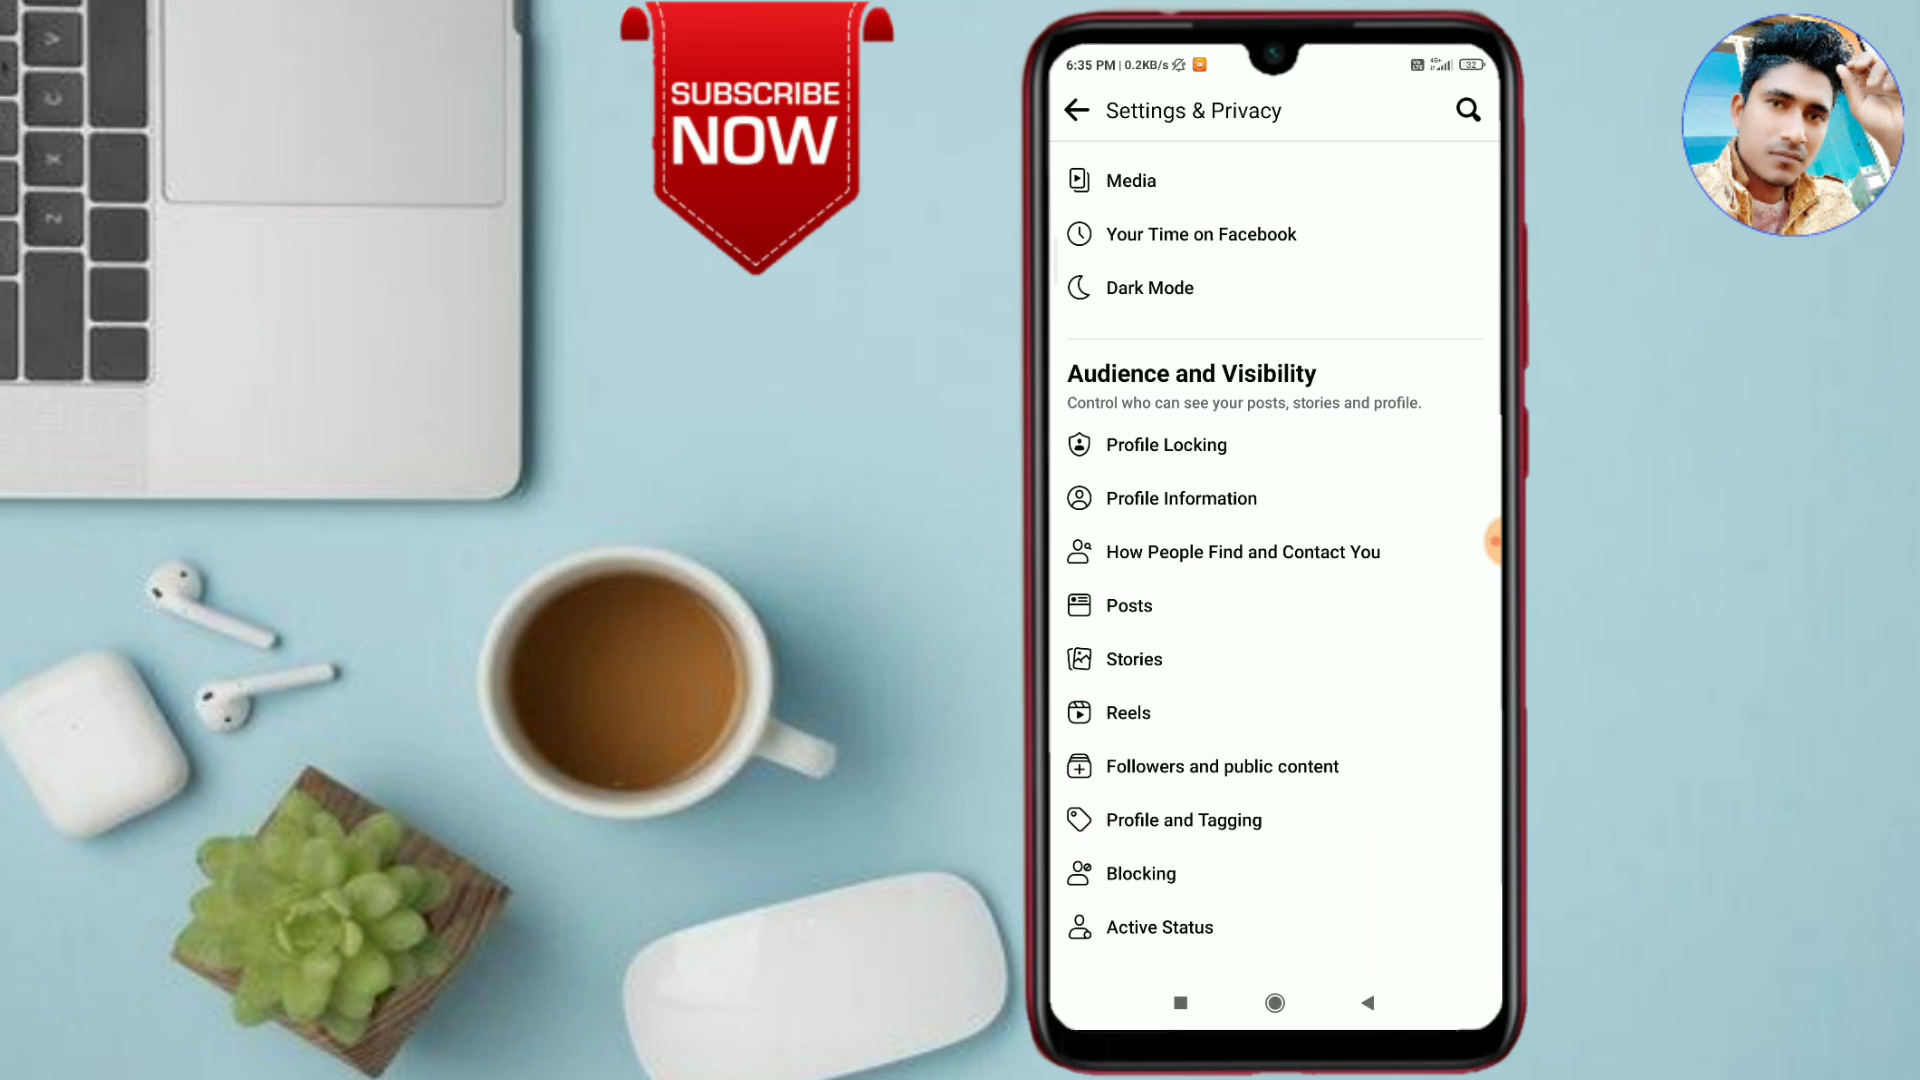 V
C
X
Z
SUBSCRIBE
NOW
6:35 PM | 0.2KB/s
4G+
32
Settings & Privacy
Media
Your Time on Facebook
Dark Mode
Audience and Visibility
Control who can see your posts, stories and profile.
Profile Locking
Profile Information
How People Find and Contact You
Posts
Stories
Reels
Followers and public content
Profile and Tagging
Blocking
Active Status